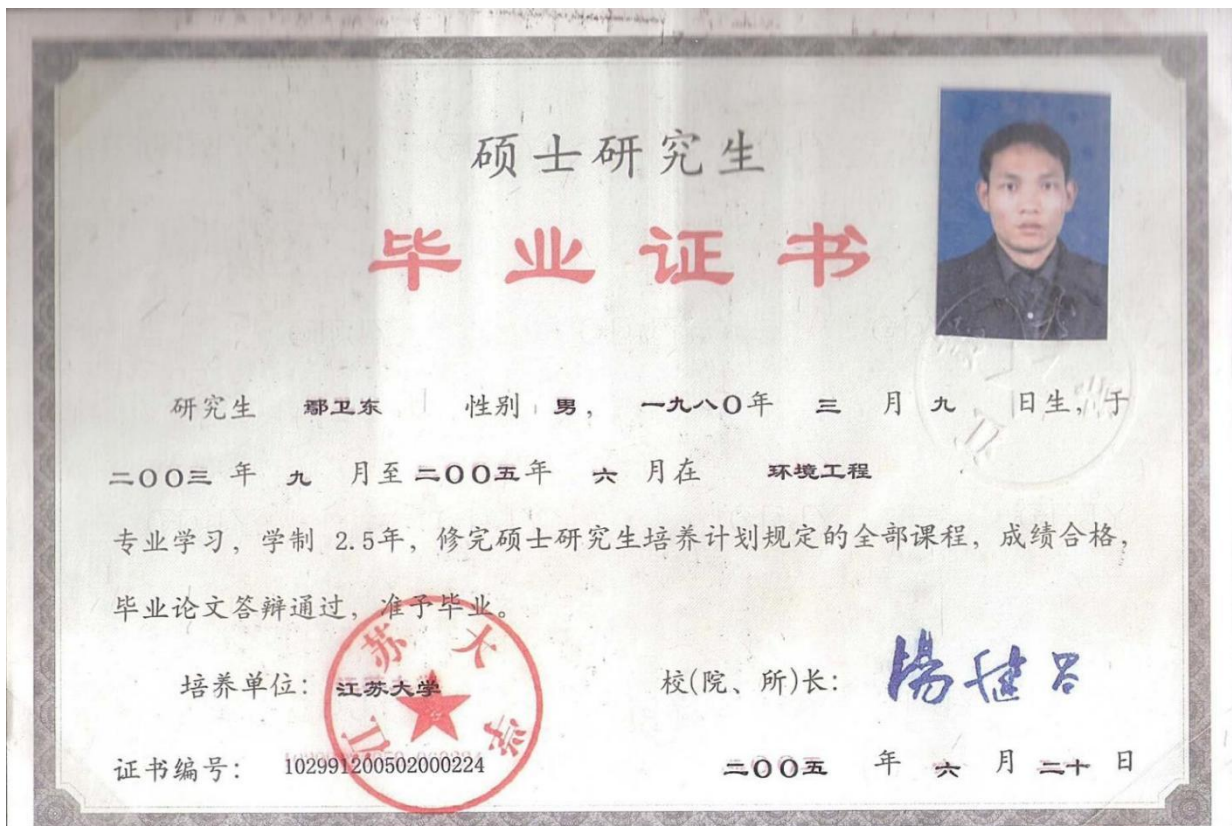 硕士研究生
毕业证书
研究生 鄢卫东 性别 男， 一九八〇年 三 月 九 日生，于
二〇〇三 年 九 月至 二〇〇五年 六 月在 环境工程
专业学习，学制 2.5年，修完硕士研究生培养计划规定的全部课程，成绩合格，
毕业论文答辩通过，准予毕业。
培养单位： 江苏大学 校(院、所)长：
江苏大学
证书编号： 102991200502000224 二〇〇五 年 六 月 二十 日